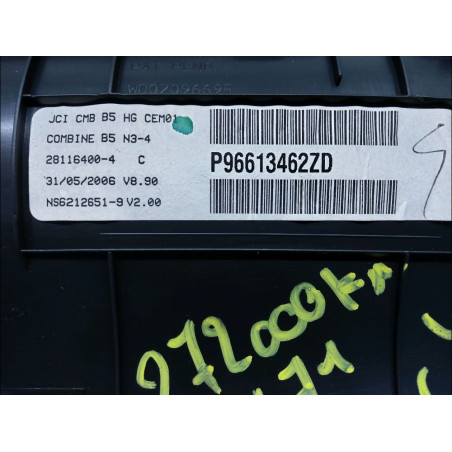 JCI CMB B5 HG CEM01
COMBINE B5 N3-4
28116400-4 C
31/05/2006 V8.90
NS6212651-9 V2.00
P96613462ZD
272000km